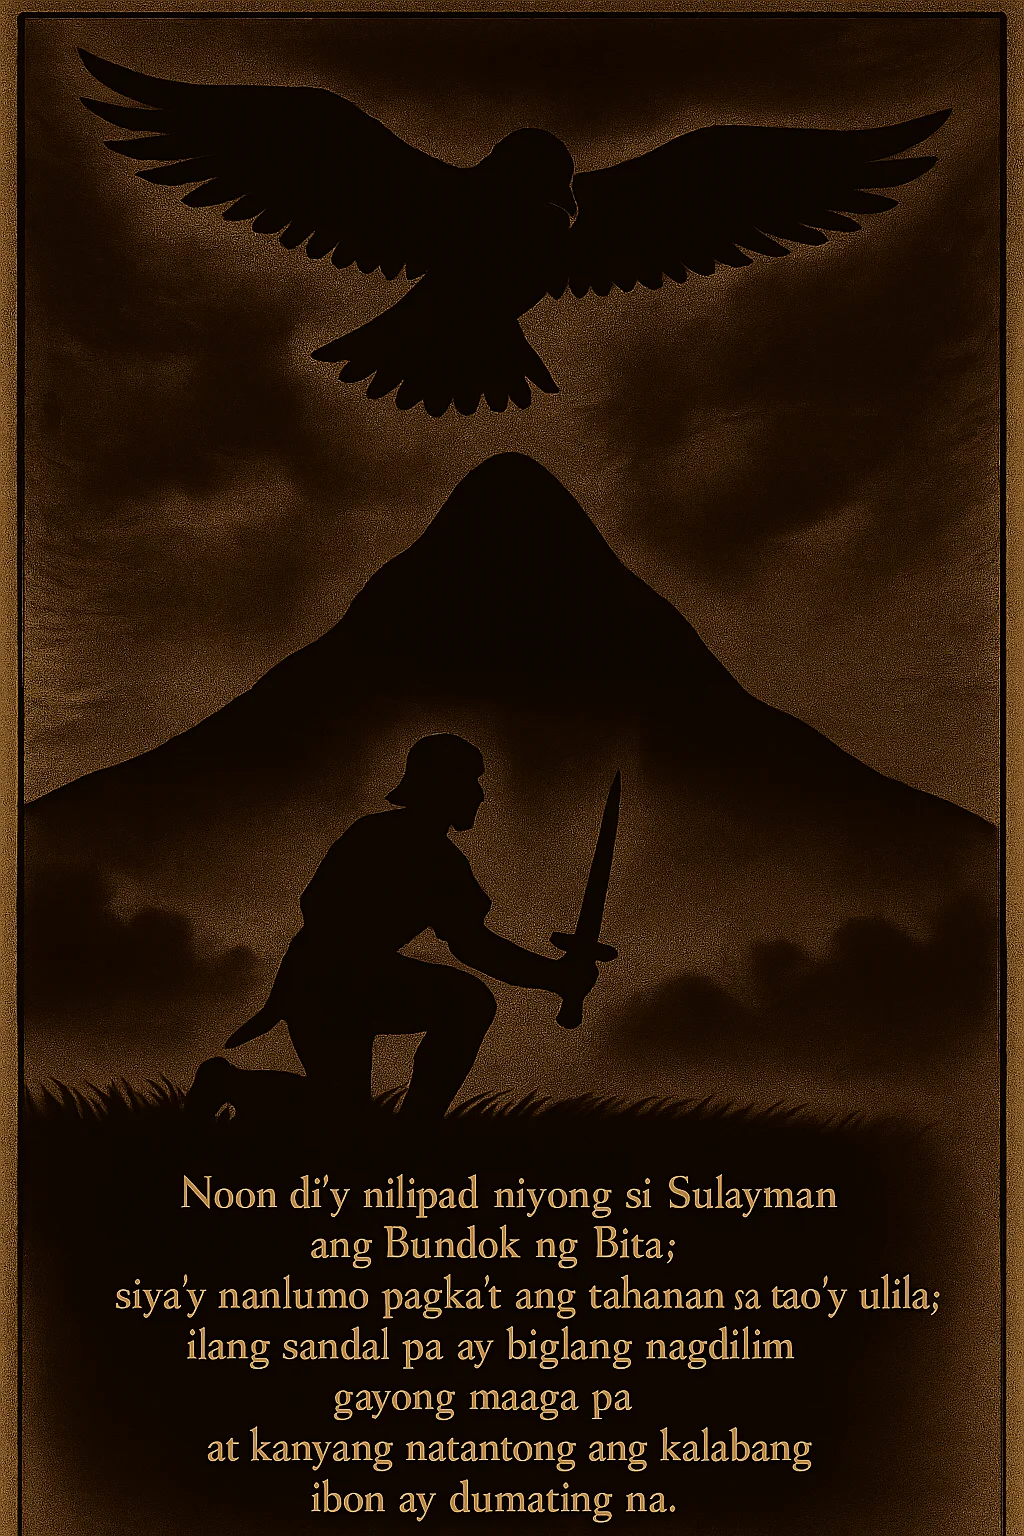 Noon di'y nilipad niyong si Sulayman
ang Bundok ng Bita;
siya'y nanlumo pagka't ang tahanan sa tao'y ulila;
ilang sandal pa ay biglang nagdilim
gayong maaga pa
at kanyang natantong ang kalabang
ibon ay dumating na.